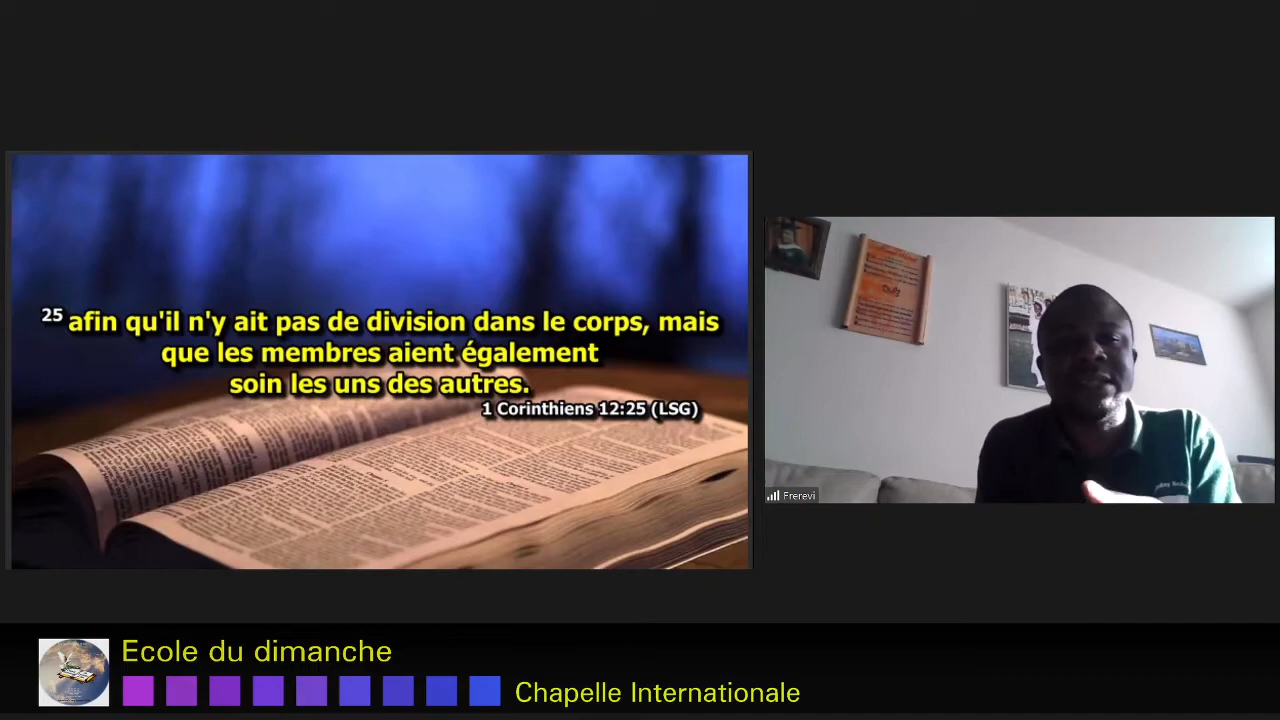 25 afin qu'il n'y ait pas de division dans le corps, mais
que les membres aient également
soin les uns des autres.
1 Corinthiens 12:25 (LSG)
Frerevi
Ecole du dimanche
Chapelle Internationale